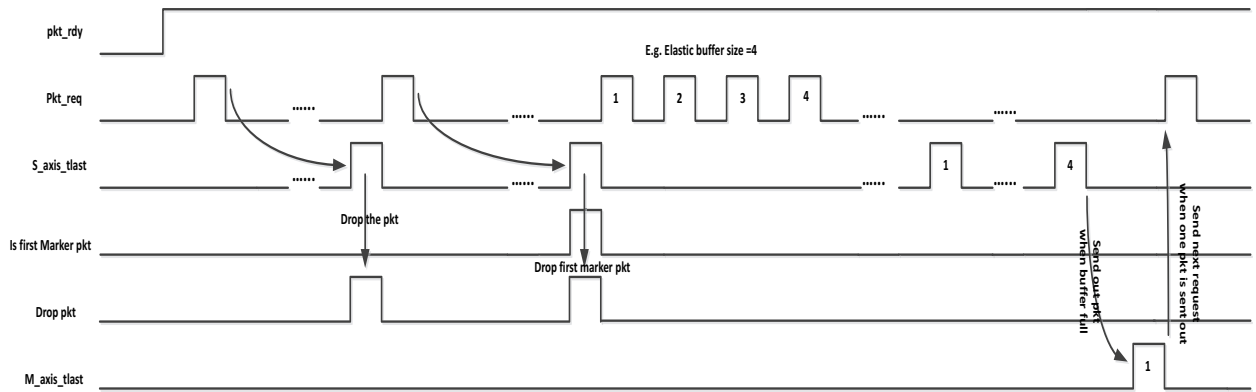 pkt_rdy
E.g. Elastic buffer size =4
Pkt_req
......
......
1
2
3
4
......
......
S_axis_tlast
......
......
......
1
......
4
Drop the pkt
Is first Marker pkt
Drop first marker pkt
Drop pkt
Send out pkt
when buffer full
Send next request
when one pkt is sent out
M_axis_tlast
1